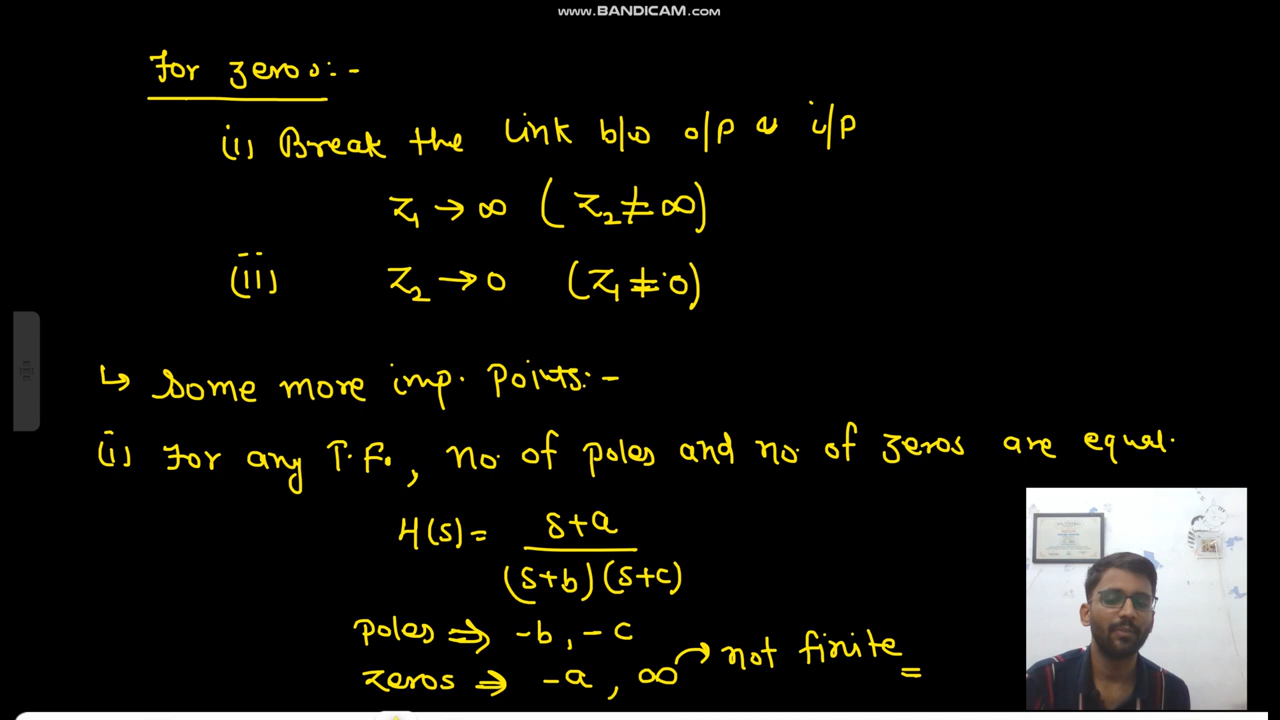 WWW.BANDICAM.COM
For zeros:-
(i) Break the link b/w o/p & i/p
Z₁ → ∞ (Z₂ ≠ ∞)
(ii) Z₂ → 0 (Z₁ ≠ 0)
↳ Some more imp. points:-
(i) For any T.F., no. of poles and no. of zeros are equal.
H(s) = s+a
(s+b)(s+c)
poles ⇒ -b, -c
zeros ⇒ -a, ∞ → not finite